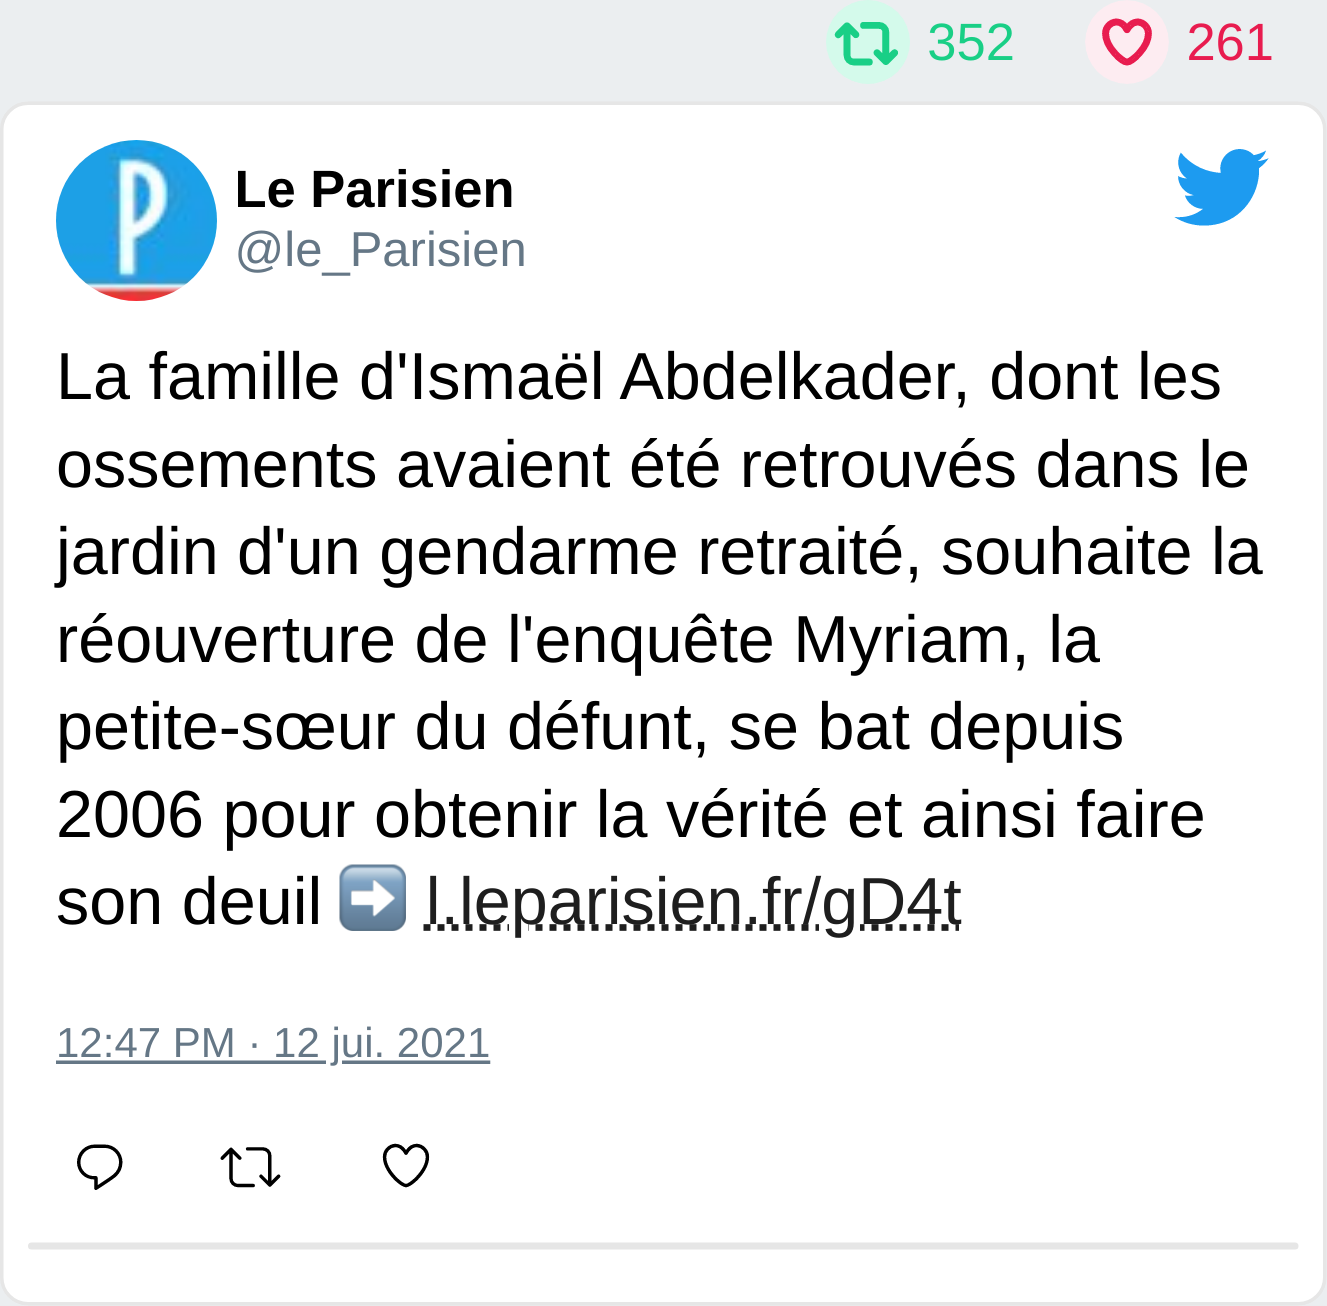 352 261
Le Parisien
@le_Parisien
La famille d'Ismaël Abdelkader, dont les
ossements avaient été retrouvés dans le
jardin d'un gendarme retraité, souhaite la
réouverture de l'enquête Myriam, la
petite-sœur du défunt, se bat depuis
2006 pour obtenir la vérité et ainsi faire
son deuil ➡️ l.leparisien.fr/gD4t
12:47 PM · 12 jui. 2021